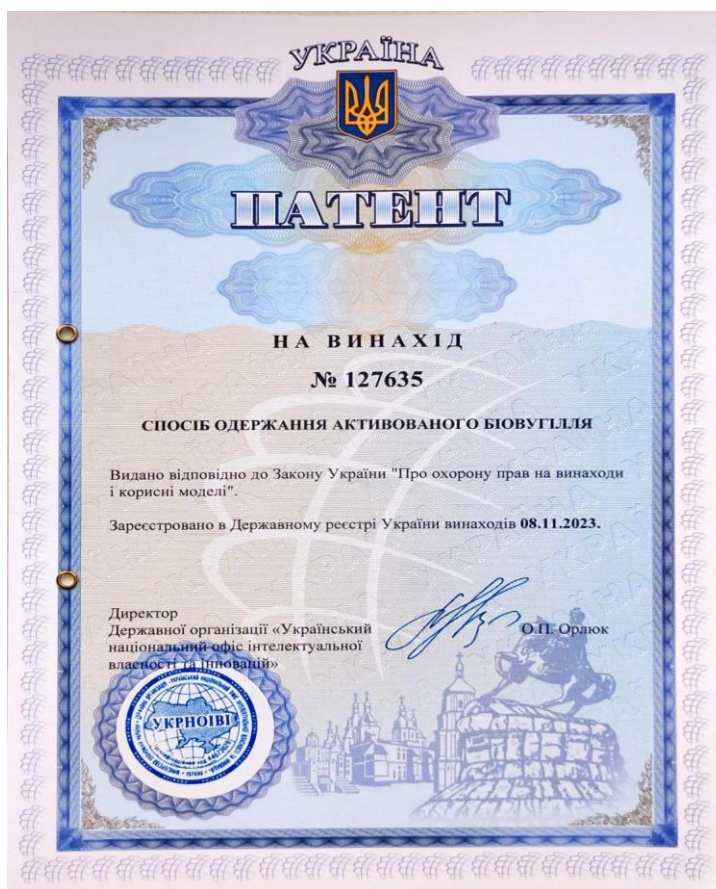 УКРАЇНА
ПАТЕНТ
НА ВИНАХІД
№ 127635
СПОСІБ ОДЕРЖАННЯ АКТИВОВАНОГО БІОВУГІЛЛЯ
Видано відповідно до Закону України "Про охорону прав на винаходи
і корисні моделі".
Зареєстровано в Державному реєстрі України винаходів 08.11.2023.
Директор
Державної організації «Український
національний офіс інтелектуальної
власності та інновацій»
О.П. Орлюк
УКРНОІВІ